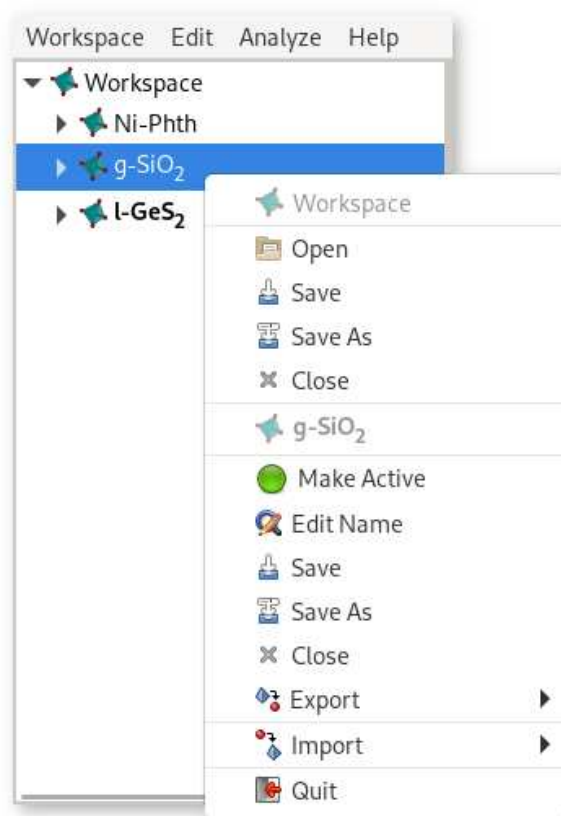 Workspace Edit Analyze Help
Workspace
Ni-Phth
g-SiO₂
l-GeS₂
Workspace
Open
Save
Save As
Close
g-SiO₂
Make Active
Edit Name
Save
Save As
Close
Export
Import
Quit